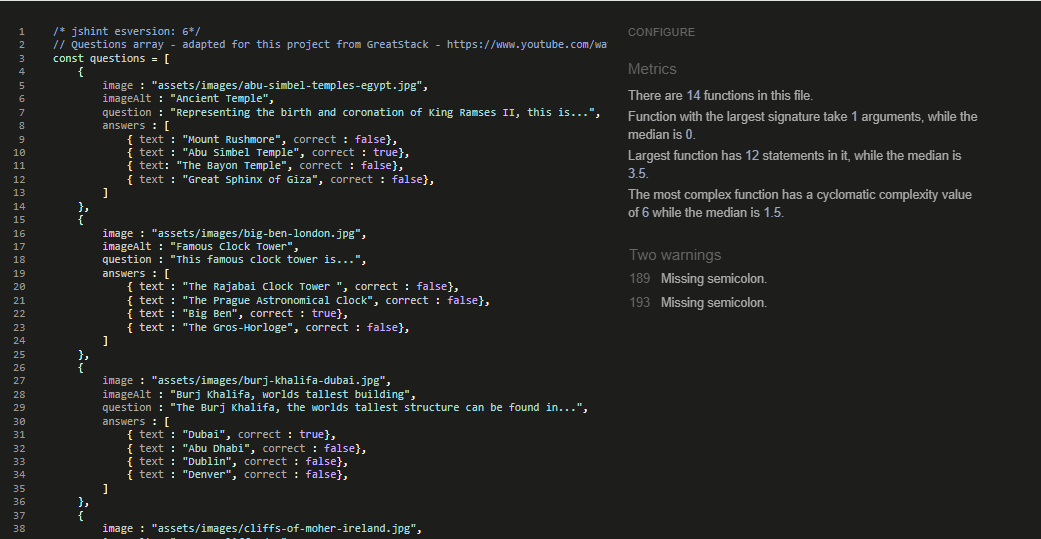 1 /* jshint esversion: 6*/
2 // Questions array - adapted for this project from GreatStack - https://www.youtube.com/wa
3 const questions = [
4 {
5 image : "assets/images/abu-simbel-temples-egypt.jpg",
6 imageAlt : "Ancient Temple",
7 question : "Representing the birth and coronation of King Ramses II, this is...",
8 answers : [
9 { text : "Mount Rushmore", correct : false},
10 { text : "Abu Simbel Temple", correct : true},
11 { text: "The Bayon Temple", correct : false},
12 { text : "Great Sphinx of Giza", correct : false},
13 ]
14 },
15 {
16 image : "assets/images/big-ben-london.jpg",
17 imageAlt : "Famous Clock Tower",
18 question : "This famous clock tower is...",
19 answers : [
20 { text : "The Rajabai Clock Tower ", correct : false},
21 { text : "The Prague Astronomical Clock", correct : false},
22 { text : "Big Ben", correct : true},
23 { text : "The Gros-Horloge", correct : false},
24 ]
25 },
26 {
27 image : "assets/images/burj-khalifa-dubai.jpg",
28 imageAlt : "Burj Khalifa, worlds tallest building",
29 question : "The Burj Khalifa, the worlds tallest structure can be found in...",
30 answers : [
31 { text : "Dubai", correct : true},
32 { text : "Abu Dhabi", correct : false},
33 { text : "Dublin", correct : false},
34 { text : "Denver", correct : false},
35 ]
36 },
37 {
38 image : "assets/images/cliffs-of-moher-ireland.jpg",
CONFIGURE
Metrics
There are 14 functions in this file.
Function with the largest signature take 1 arguments, while the
median is 0.
Largest function has 12 statements in it, while the median is
3.5.
The most complex function has a cyclomatic complexity value
of 6 while the median is 1.5.
Two warnings
189 Missing semicolon.
193 Missing semicolon.